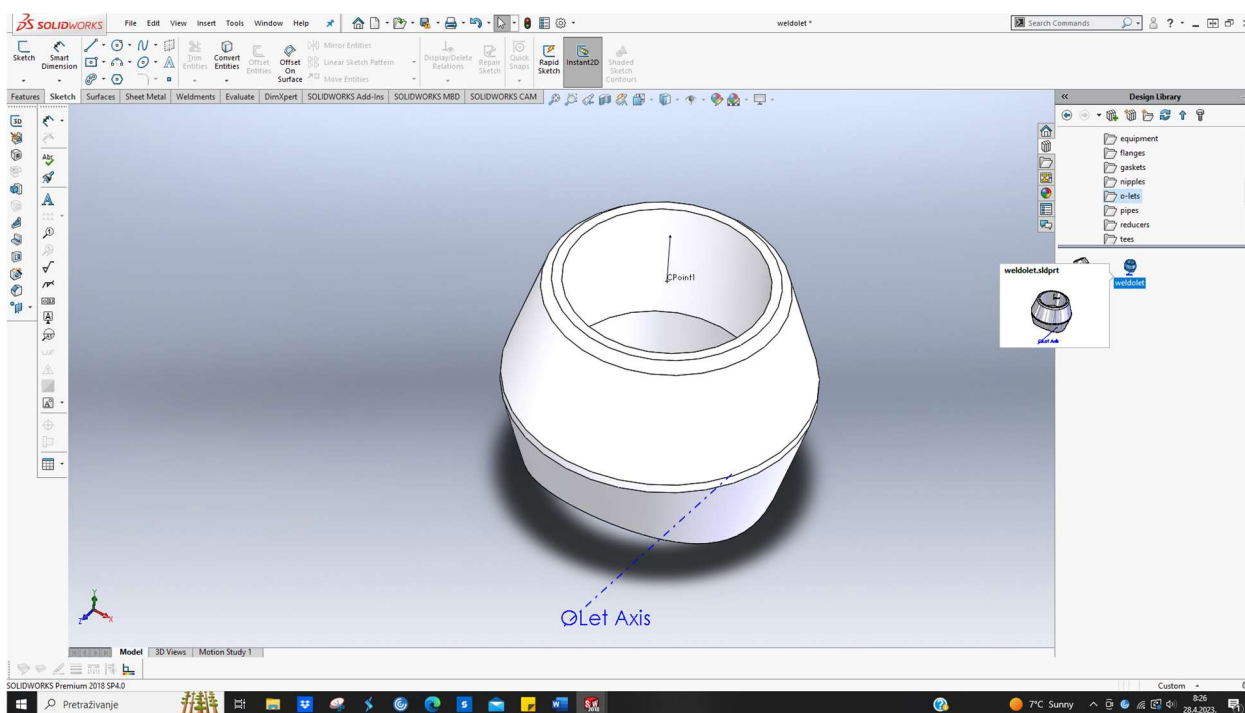 SOLIDWORKS File Edit View Insert Tools Window Help weldolet * Search Commands ?
Sketch Smart Dimension Trim Entities Convert Entities Offset Entities Offset On Surface Mirror Entities Linear Sketch Pattern Move Entities Display/Delete Relations Repair Sketch Quick Snaps Rapid Sketch Instant2D Shaded Sketch Contours
Features Sketch Surfaces Sheet Metal Weldments Evaluate DimXpert SOLIDWORKS Add-Ins SOLIDWORKS MBD SOLIDWORKS CAM
Design Library
equipment
flanges
gaskets
nipples
o-lets
pipes
reducers
tees
weldolet.sldprt
weldolet
CPoint1
OLet Axis
Model 3D Views Motion Study 1
SOLIDWORKS Premium 2018 SP4.0 Custom
Pretraživanje 7°C Sunny 8:26
28.4.2023.